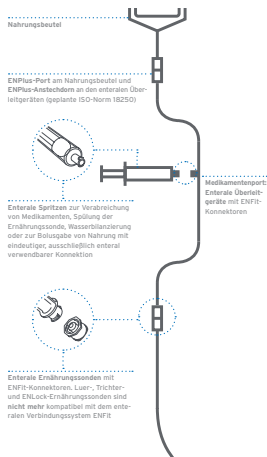 Nahrungsbeutel
ENPlus-Port am Nahrungsbeutel und
ENPlus-Anstechdorn an den enteralen Über-
leitgeräten (geplante ISO-Norm 18250)
Medikamentenport:
Enterale Überleit-
geräte mit ENFit-
Konnektoren
Enterale Spritzen zur Verabreichung
von Medikamenten, Spülung der
Ernährungssonde, Wasserbilanzierung
oder zur Bolusgabe von Nahrung mit
eindeutiger, ausschließlich enteral
verwendbarer Konnektion
Enterale Ernährungssonden mit
ENFit-Konnektoren. Luer-, Trichter-
und ENLock-Ernährungssonden sind
nicht mehr kompatibel mit dem ente-
ralen Verbindungssystem ENFit